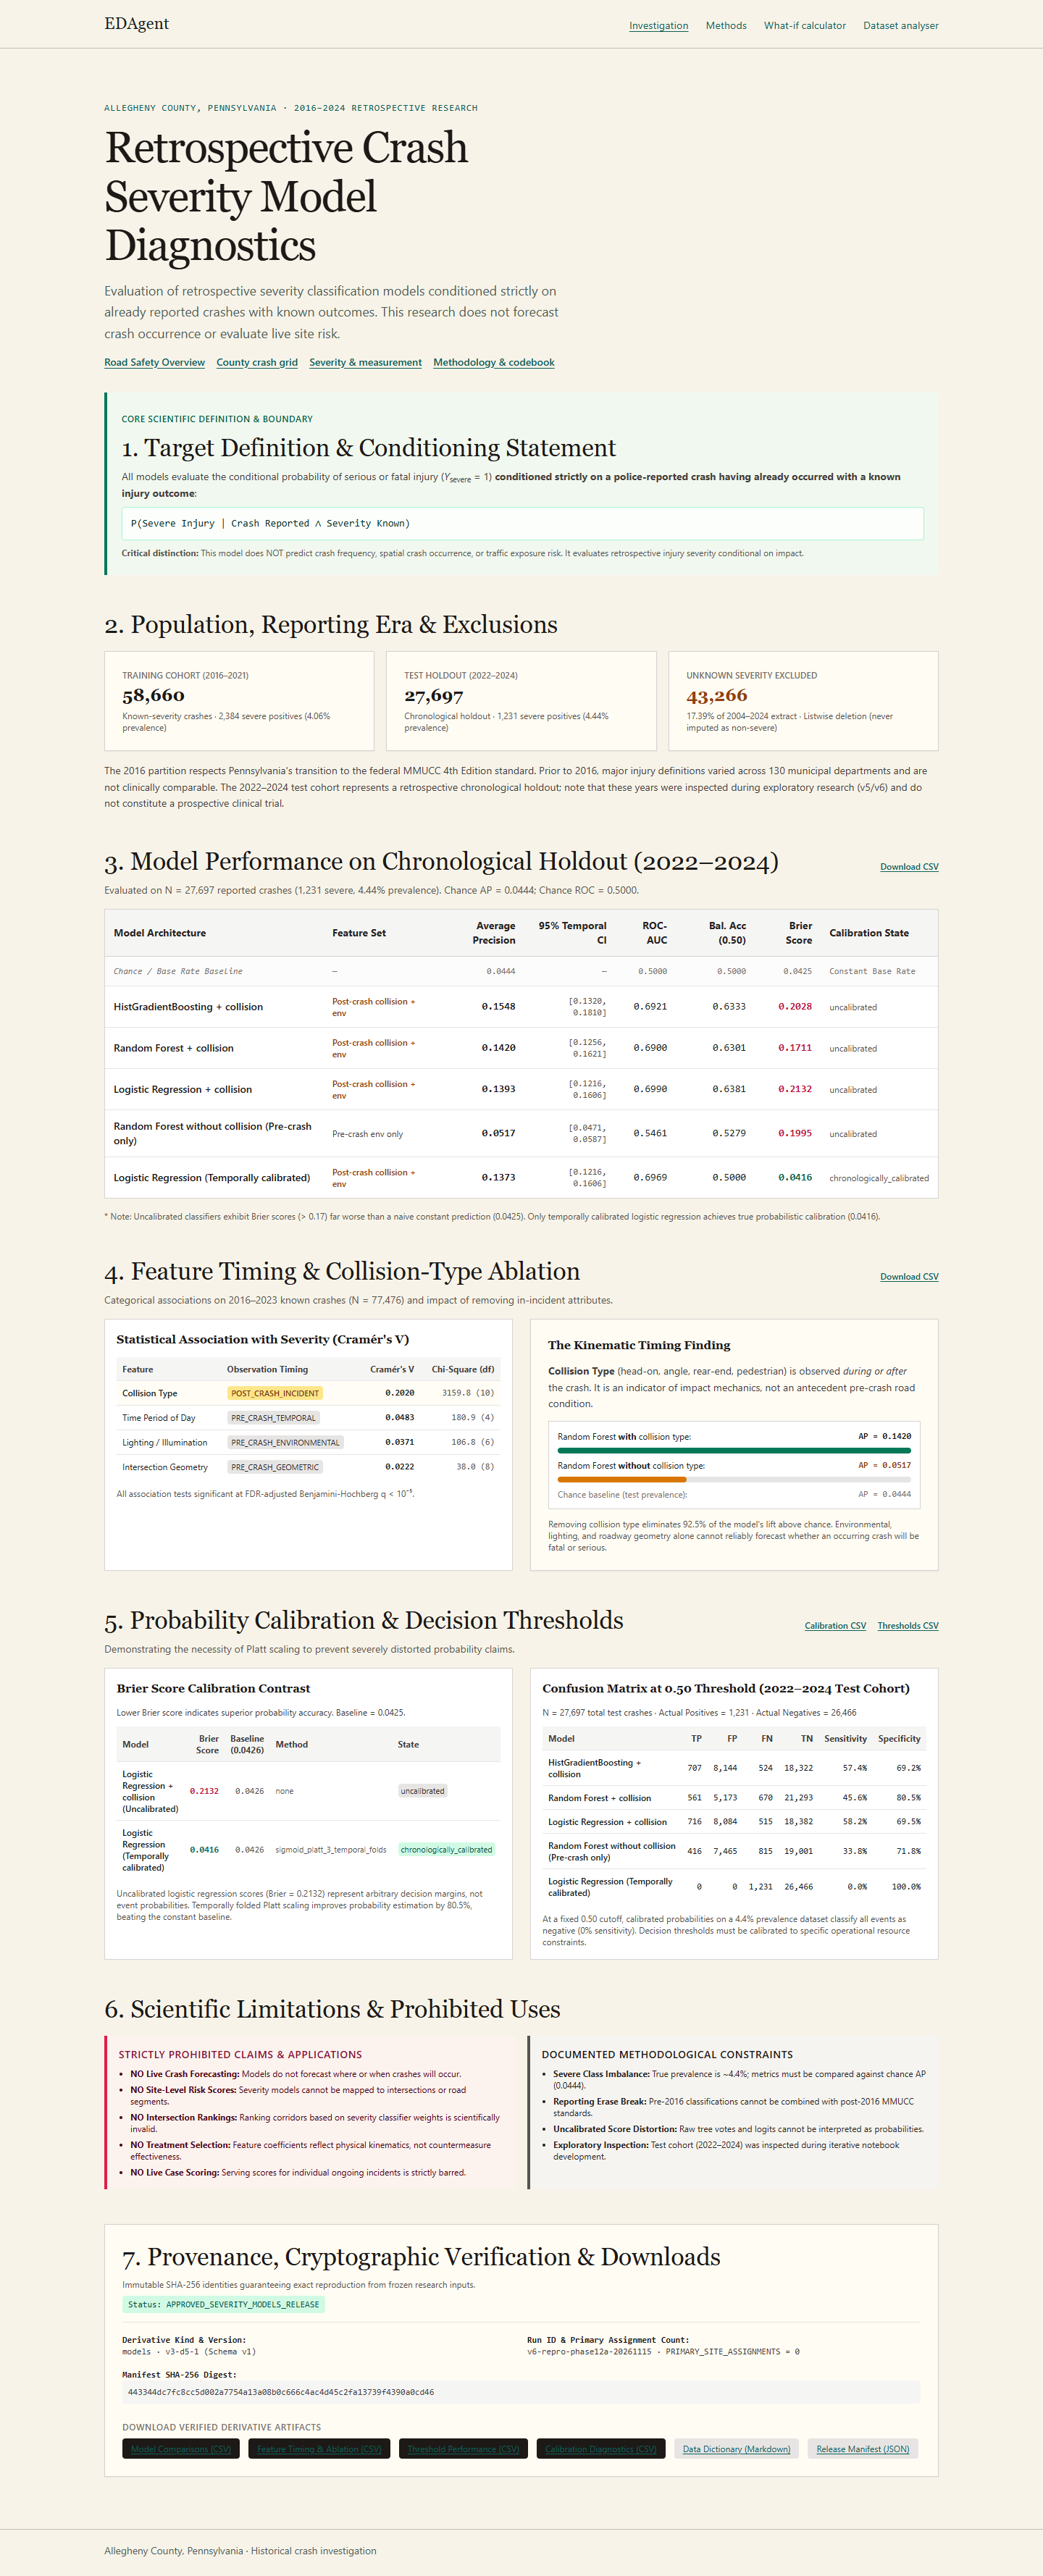 EDAgent
Investigation Methods What-if calculator Dataset analyser
ALLEGHENY COUNTY, PENNSYLVANIA · 2016–2024 RETROSPECTIVE RESEARCH
Retrospective Crash
Severity Model
Diagnostics
Evaluation of retrospective severity classification models conditioned strictly on
already reported crashes with known outcomes. This research does not forecast
crash occurrence or evaluate live site risk.
Road Safety Overview County crash grid Severity & measurement Methodology & codebook
CORE SCIENTIFIC DEFINITION & BOUNDARY
1. Target Definition & Conditioning Statement
All models evaluate the conditional probability of serious or fatal injury (Ysevere = 1) conditioned strictly on a police-reported crash having already occurred with a known
injury outcome:
P(Severe Injury | Crash Reported ∧ Severity Known)
Critical distinction: This model does NOT predict crash frequency, spatial crash occurrence, or traffic exposure risk. It evaluates retrospective injury severity conditional on impact.
2. Population, Reporting Era & Exclusions
TRAINING COHORT (2016–2021)
58,660
Known-severity crashes · 2,384 severe positives (4.06%
prevalence)
TEST HOLDOUT (2022–2024)
27,697
Chronological holdout · 1,231 severe positives (4.44%
prevalence)
UNKNOWN SEVERITY EXCLUDED
43,266
17.39% of 2004–2024 extract · Listwise deletion (never
imputed as non-severe)
The 2016 partition respects Pennsylvania's transition to the federal MMUCC 4th Edition standard. Prior to 2016, major injury definitions varied across 130 municipal departments and are
not clinically comparable. The 2022–2024 test cohort represents a retrospective chronological holdout; note that these years were inspected during exploratory research (v5/v6) and do
not constitute a prospective clinical trial.
3. Model Performance on Chronological Holdout (2022–2024)
Download CSV
Evaluated on N = 27,697 reported crashes (1,231 severe, 4.44% prevalence). Chance AP = 0.0444; Chance ROC = 0.5000.
Model Architecture Feature Set Average Precision 95% Temporal CI ROC-AUC Bal. Acc (0.50) Brier Score Calibration State
Chance / Base Rate Baseline — 0.0444 — 0.5000 0.5000 0.0425 Constant Base Rate
HistGradientBoosting + collision Post-crash collision + env 0.1548 [0.1320, 0.1810] 0.6921 0.6333 0.2028 uncalibrated
Random Forest + collision Post-crash collision + env 0.1420 [0.1256, 0.1621] 0.6900 0.6301 0.1711 uncalibrated
Logistic Regression + collision Post-crash collision + env 0.1393 [0.1216, 0.1606] 0.6990 0.6381 0.2132 uncalibrated
Random Forest without collision (Pre-crash only) Pre-crash env only 0.0517 [0.0471, 0.0587] 0.5461 0.5279 0.1995 uncalibrated
Logistic Regression (Temporally calibrated) Post-crash collision + env 0.1373 [0.1216, 0.1606] 0.6969 0.5000 0.0416 chronologically_calibrated
* Note: Uncalibrated classifiers exhibit Brier scores (> 0.17) far worse than a naive constant prediction (0.0425). Only temporally calibrated logistic regression achieves true probabilistic calibration (0.0416).
4. Feature Timing & Collision-Type Ablation
Download CSV
Categorical associations on 2016–2023 known crashes (N = 77,476) and impact of removing in-incident attributes.
Statistical Association with Severity (Cramér's V)
Feature Observation Timing Cramér's V Chi-Square (df)
Collision Type POST_CRASH_INCIDENT 0.2020 3159.8 (10)
Time Period of Day PRE_CRASH_TEMPORAL 0.0483 180.9 (4)
Lighting / Illumination PRE_CRASH_ENVIRONMENTAL 0.0371 106.8 (6)
Intersection Geometry PRE_CRASH_GEOMETRIC 0.0222 38.0 (8)
All association tests significant at FDR-adjusted Benjamini-Hochberg q < 10⁻⁵.
The Kinematic Timing Finding
Collision Type (head-on, angle, rear-end, pedestrian) is observed during or after
the crash. It is an indicator of impact mechanics, not an antecedent pre-crash road
condition.
Random Forest with collision type: AP = 0.1420
Random Forest without collision type: AP = 0.0517
Chance baseline (test prevalence): AP = 0.0444
Removing collision type eliminates 92.5% of the model's lift above chance. Environmental,
lighting, and roadway geometry alone cannot reliably forecast whether an occurring crash will be
fatal or serious.
5. Probability Calibration & Decision Thresholds
Calibration CSV Thresholds CSV
Demonstrating the necessity of Platt scaling to prevent severely distorted probability claims.
Brier Score Calibration Contrast
Lower Brier score indicates superior probability accuracy. Baseline = 0.0425.
Model Brier Score Baseline (0.0426) Method State
Logistic Regression + collision (Uncalibrated) 0.2132 0.0426 none uncalibrated
Logistic Regression (Temporally calibrated) 0.0416 0.0426 sigmoid_platt_3_temporal_folds chronologically_calibrated
Uncalibrated logistic regression scores (Brier = 0.2132) represent arbitrary decision margins, not
event probabilities. Temporally folded Platt scaling improves probability estimation by 80.5%,
beating the constant baseline.
Confusion Matrix at 0.50 Threshold (2022–2024 Test Cohort)
N = 27,697 total test crashes · Actual Positives = 1,231 · Actual Negatives = 26,466
Model TP FP FN TN Sensitivity Specificity
HistGradientBoosting + collision 707 8,144 524 18,322 57.4% 69.2%
Random Forest + collision 561 5,173 670 21,293 45.6% 80.5%
Logistic Regression + collision 716 8,084 515 18,382 58.2% 69.5%
Random Forest without collision (Pre-crash only) 416 7,465 815 19,001 33.8% 71.8%
Logistic Regression (Temporally calibrated) 0 0 1,231 26,466 0.0% 100.0%
At a fixed 0.50 cutoff, calibrated probabilities on a 4.4% prevalence dataset classify all events as
negative (0% sensitivity). Decision thresholds must be calibrated to specific operational resource
constraints.
6. Scientific Limitations & Prohibited Uses
STRICTLY PROHIBITED CLAIMS & APPLICATIONS
• NO Live Crash Forecasting: Models do not forecast where or when crashes will occur.
• NO Site-Level Risk Scores: Severity models cannot be mapped to intersections or road
segments.
• NO Intersection Rankings: Ranking corridors based on severity classifier weights is scientifically
invalid.
• NO Treatment Selection: Feature coefficients reflect physical kinematics, not countermeasure
effectiveness.
• NO Live Case Scoring: Serving scores for individual ongoing incidents is strictly barred.
DOCUMENTED METHODOLOGICAL CONSTRAINTS
• Severe Class Imbalance: True prevalence is ~4.4%; metrics must be compared against chance AP
(0.0444).
• Reporting Erase Break: Pre-2016 classifications cannot be combined with post-2016 MMUCC
standards.
• Uncalibrated Score Distortion: Raw tree votes and logits cannot be interpreted as probabilities.
• Exploratory Inspection: Test cohort (2022–2024) was inspected during iterative notebook
development.
7. Provenance, Cryptographic Verification & Downloads
Immutable SHA-256 identities guaranteeing exact reproduction from frozen research inputs.
Status: APPROVED_SEVERITY_MODELS_RELEASE
Derivative Kind & Version:
models · v3-d5-1 (Schema v1)
Run ID & Primary Assignment Count:
v6-repro-phase12a-20261115 · PRIMARY_SITE_ASSIGNMENTS = 0
Manifest SHA-256 Digest:
443344dc7fc8cc5d002a7754a13a08b0c666c4ac4d45c2fa13739f4390a0cd46
DOWNLOAD VERIFIED DERIVATIVE ARTIFACTS
Model Comparisons (CSV) Feature Timing & Ablation (CSV) Threshold Performance (CSV) Calibration Diagnostics (CSV) Data Dictionary (Markdown) Release Manifest (JSON)
Allegheny County, Pennsylvania · Historical crash investigation